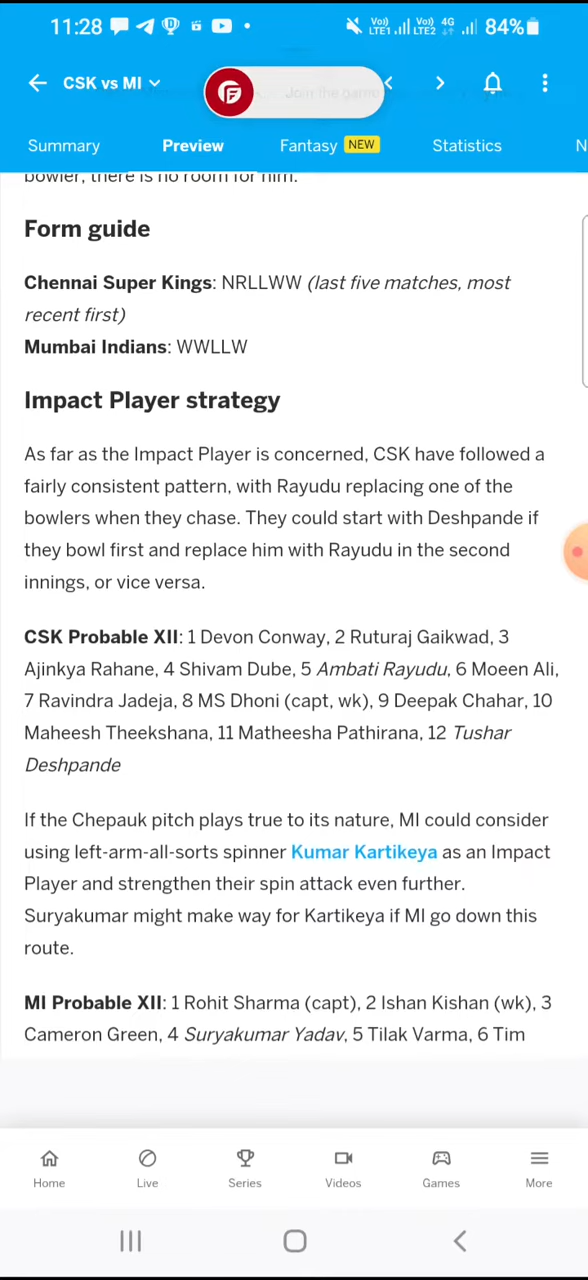 11:28
Vo)) LTE1 Vo)) LTE2 4G 84%
CSK vs MI
Join the game
Summary Preview Fantasy NEW Statistics N
bowler, there is no room for him.
Form guide
Chennai Super Kings: NRLLWW (last five matches, most
recent first)
Mumbai Indians: WWLLW
Impact Player strategy
As far as the Impact Player is concerned, CSK have followed a
fairly consistent pattern, with Rayudu replacing one of the
bowlers when they chase. They could start with Deshpande if
they bowl first and replace him with Rayudu in the second
innings, or vice versa.
CSK Probable XII: 1 Devon Conway, 2 Ruturaj Gaikwad, 3
Ajinkya Rahane, 4 Shivam Dube, 5 Ambati Rayudu, 6 Moeen Ali,
7 Ravindra Jadeja, 8 MS Dhoni (capt, wk), 9 Deepak Chahar, 10
Maheesh Theekshana, 11 Matheesha Pathirana, 12 Tushar
Deshpande
If the Chepauk pitch plays true to its nature, MI could consider
using left-arm-all-sorts spinner Kumar Kartikeya as an Impact
Player and strengthen their spin attack even further.
Suryakumar might make way for Kartikeya if MI go down this
route.
MI Probable XII: 1 Rohit Sharma (capt), 2 Ishan Kishan (wk), 3
Cameron Green, 4 Suryakumar Yadav, 5 Tilak Varma, 6 Tim
Home Live Series Videos Games More